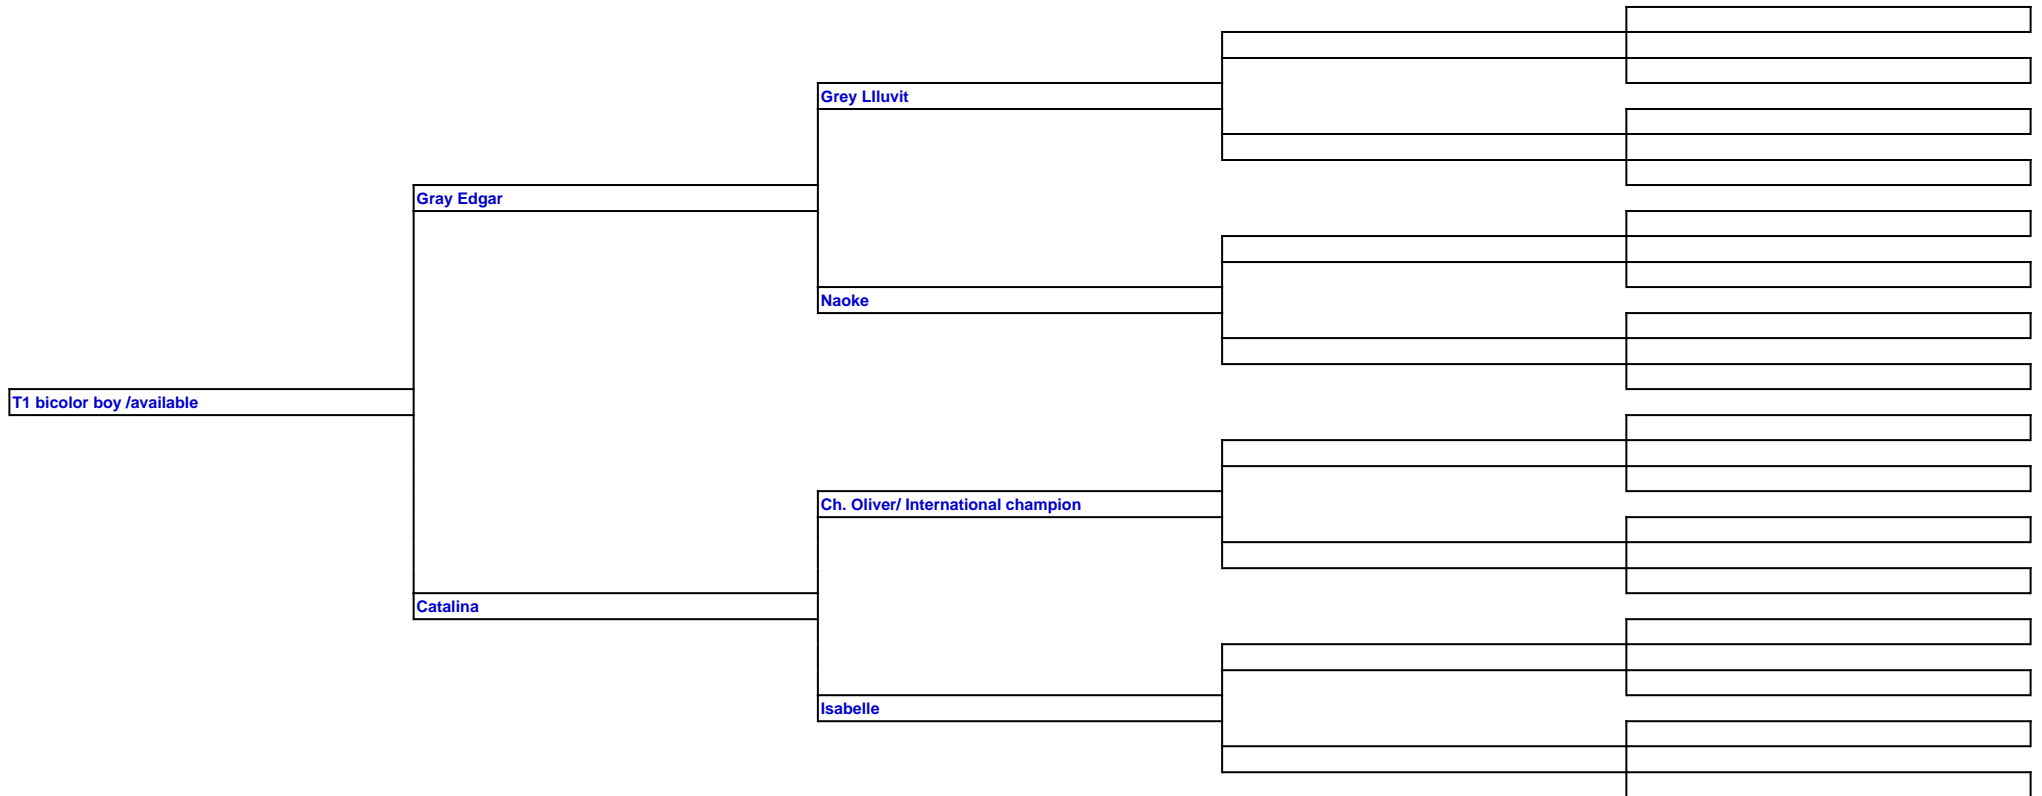 Grey Llluvit
Gray Edgar
Naoke
T1 bicolor boy /available
Ch. Oliver/ International champion
Catalina
Isabelle